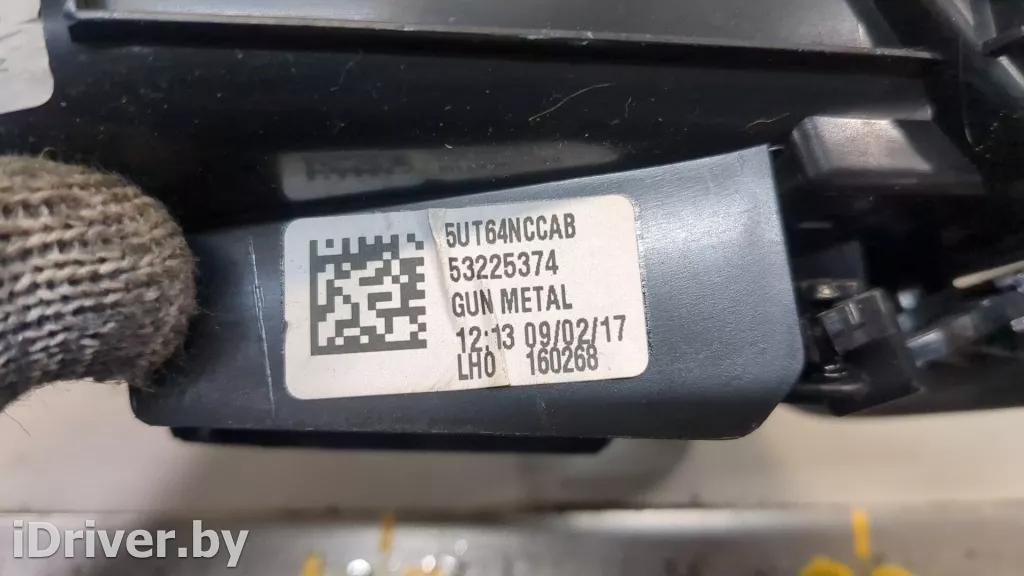 5UT64NCCAB
53225374
GUN METAL
12:13 09/02/17
LH0 160268
iDriver.by